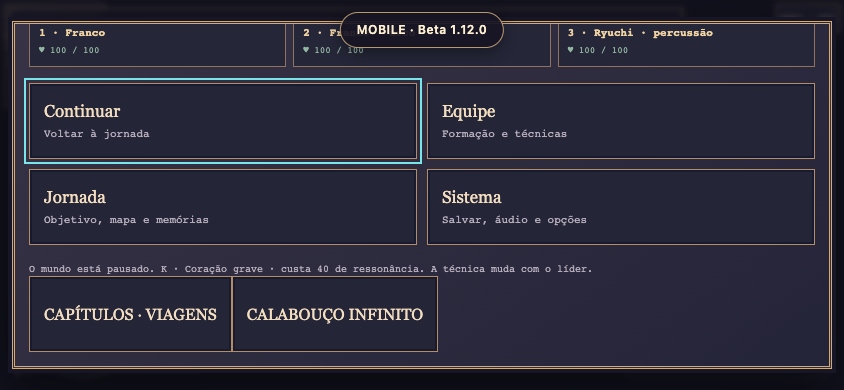 MOBILE · Beta 1.12.0
1 · Franco
♥ 100 / 100
2 · Fr
♥ 100 / 100
3 · Ryuchi · percussão
♥ 100 / 100
Continuar
Voltar à jornada
Equipe
Formação e técnicas
Jornada
Objetivo, mapa e memórias
Sistema
Salvar, áudio e opções
O mundo está pausado. K · Coração grave · custa 40 de ressonância. A técnica muda com o líder.
CAPÍTULOS · VIAGENS
CALABOUÇO INFINITO